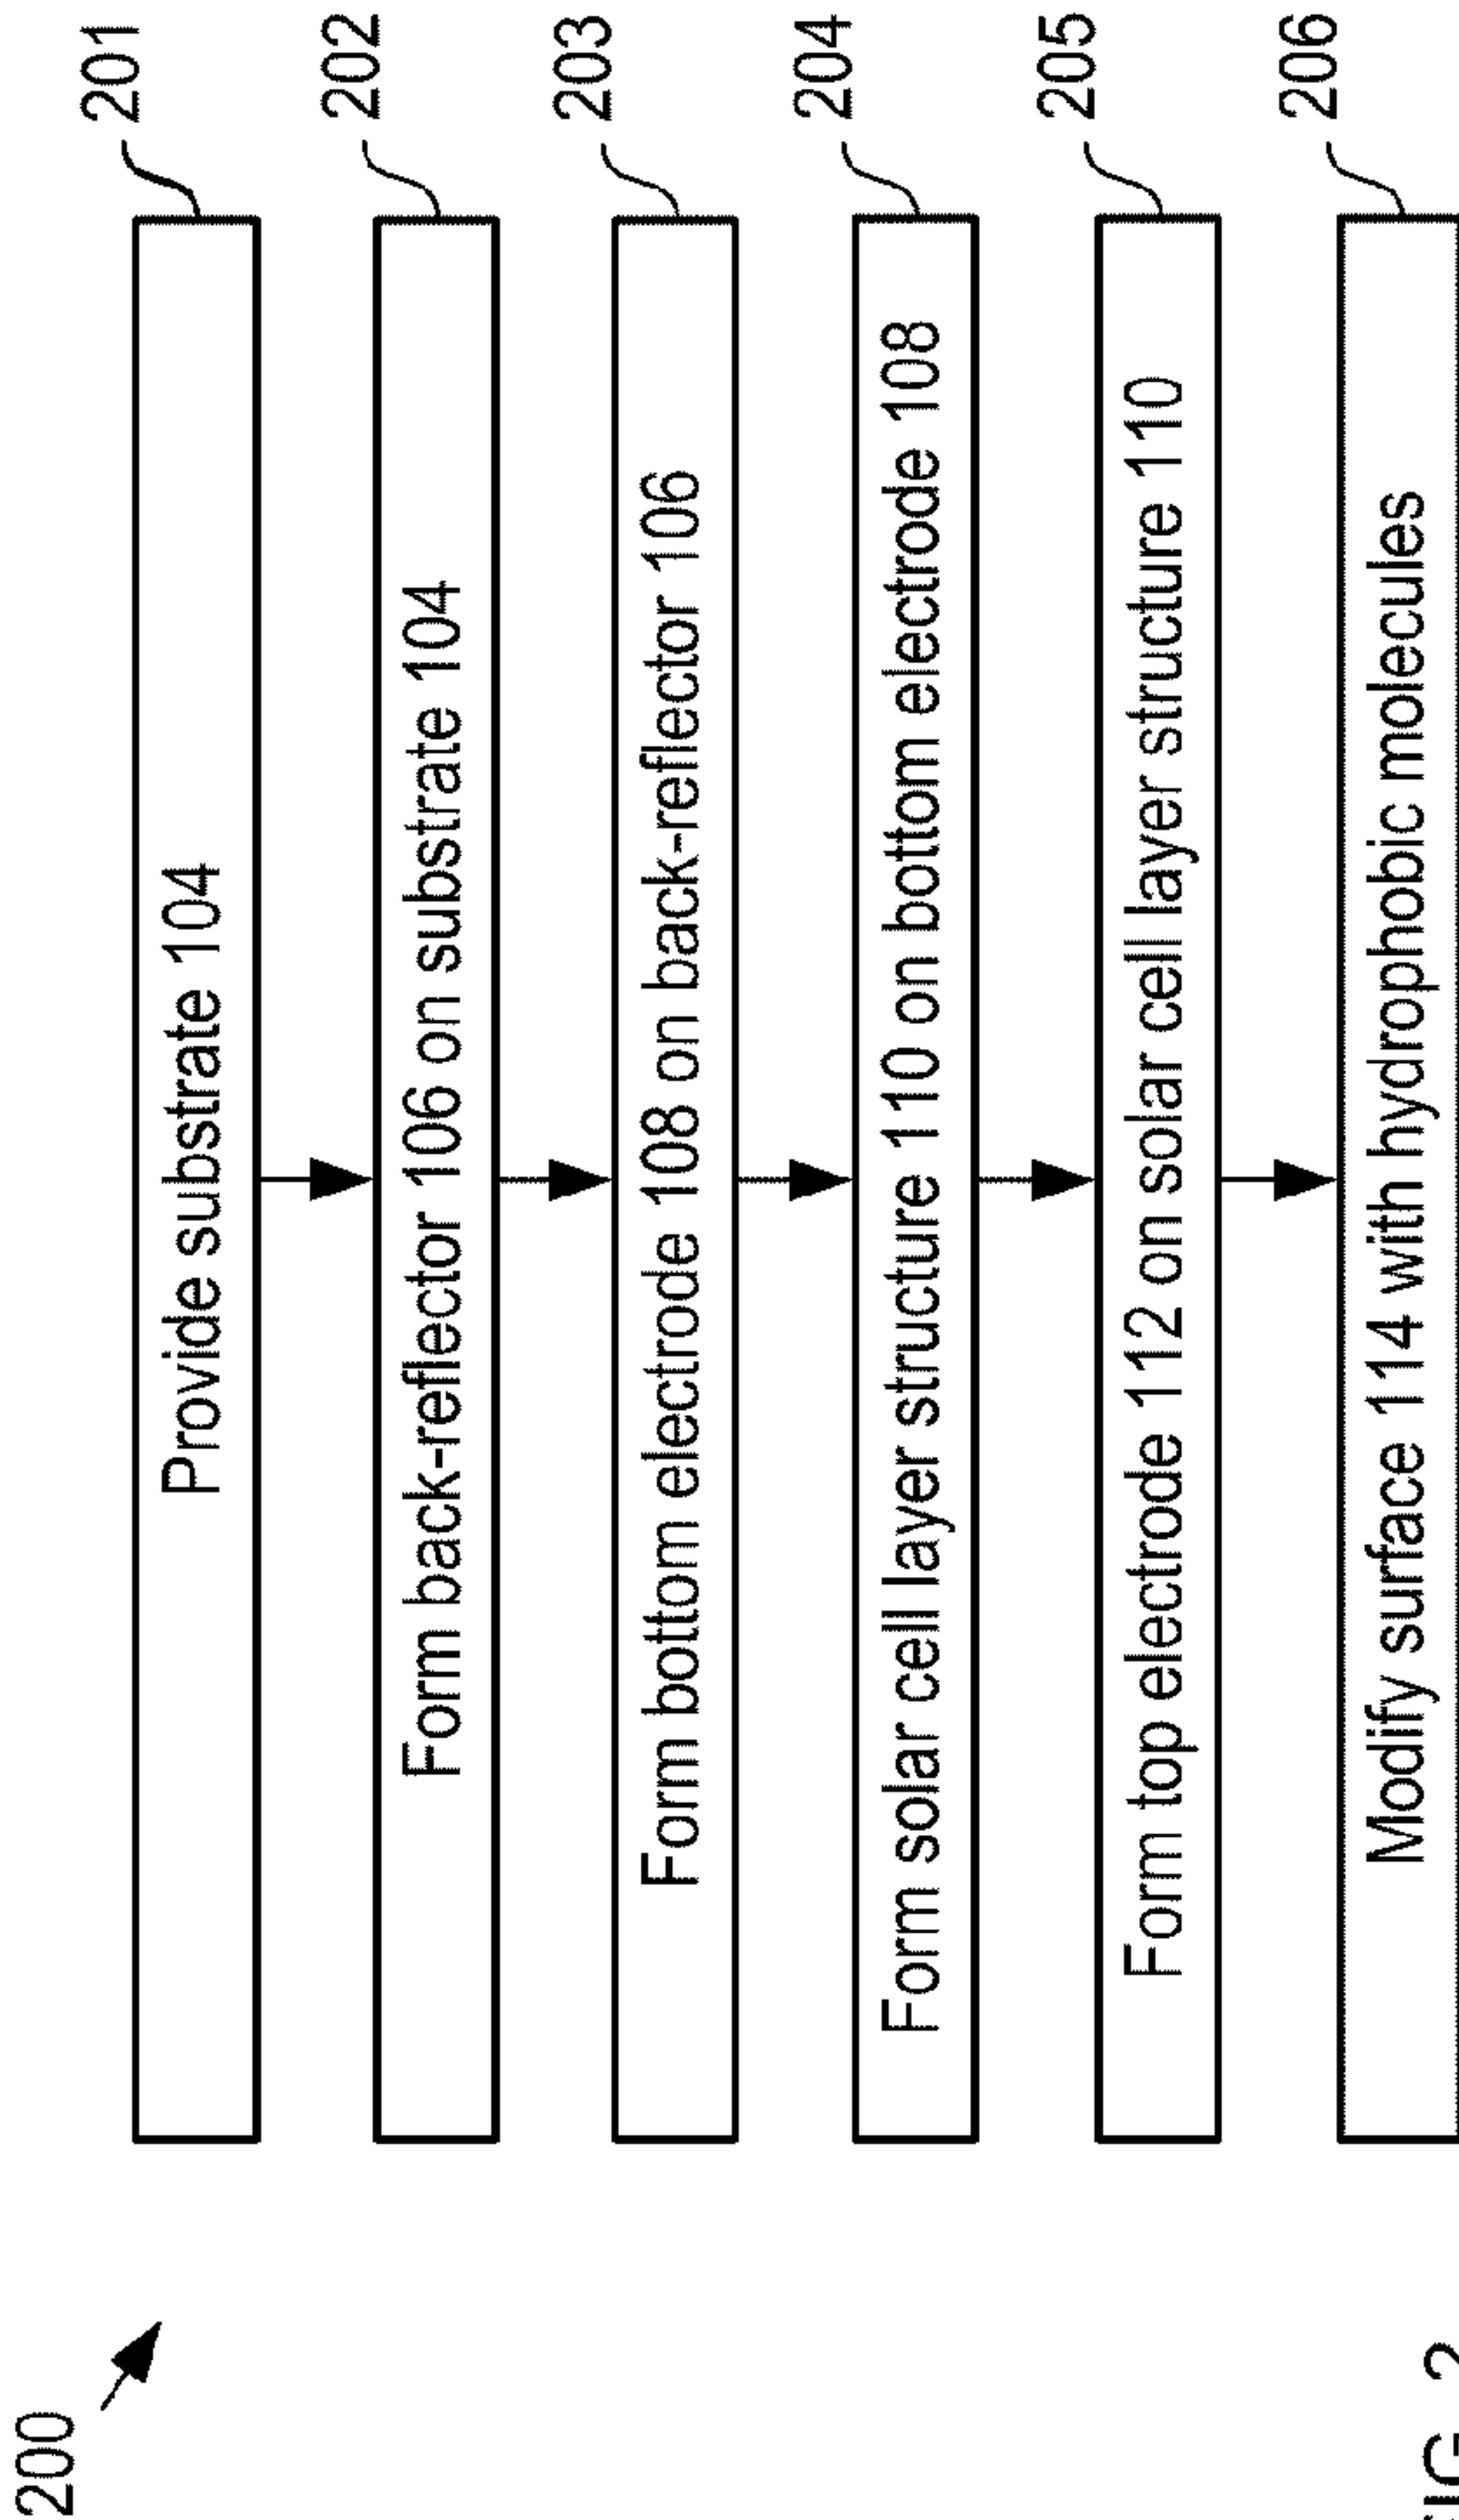 200
Provide substrate 104
201
Form back-reflector 106 on substrate 104
202
Form bottom electrode 108 on back-reflector 106
203
Form solar cell layer structure 110 on bottom electrode 108
204
Form top electrode 112 on solar cell layer structure 110
205
Modify surface 114 with hydrophobic molecules
206